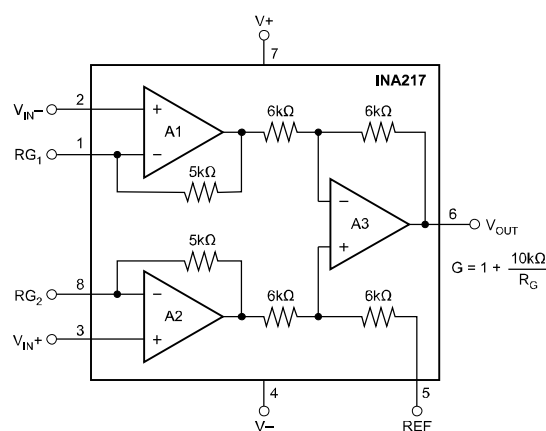 V+
7
INA217
V_IN− 2
RG₁ 1
+
A1
−
5kΩ
6kΩ 6kΩ
−
A3
+
6 V_OUT
G = 1 + 10kΩ / R_G
5kΩ
RG₂ 8
−
A2
+
V_IN+ 3
6kΩ 6kΩ
4
V−
5
REF